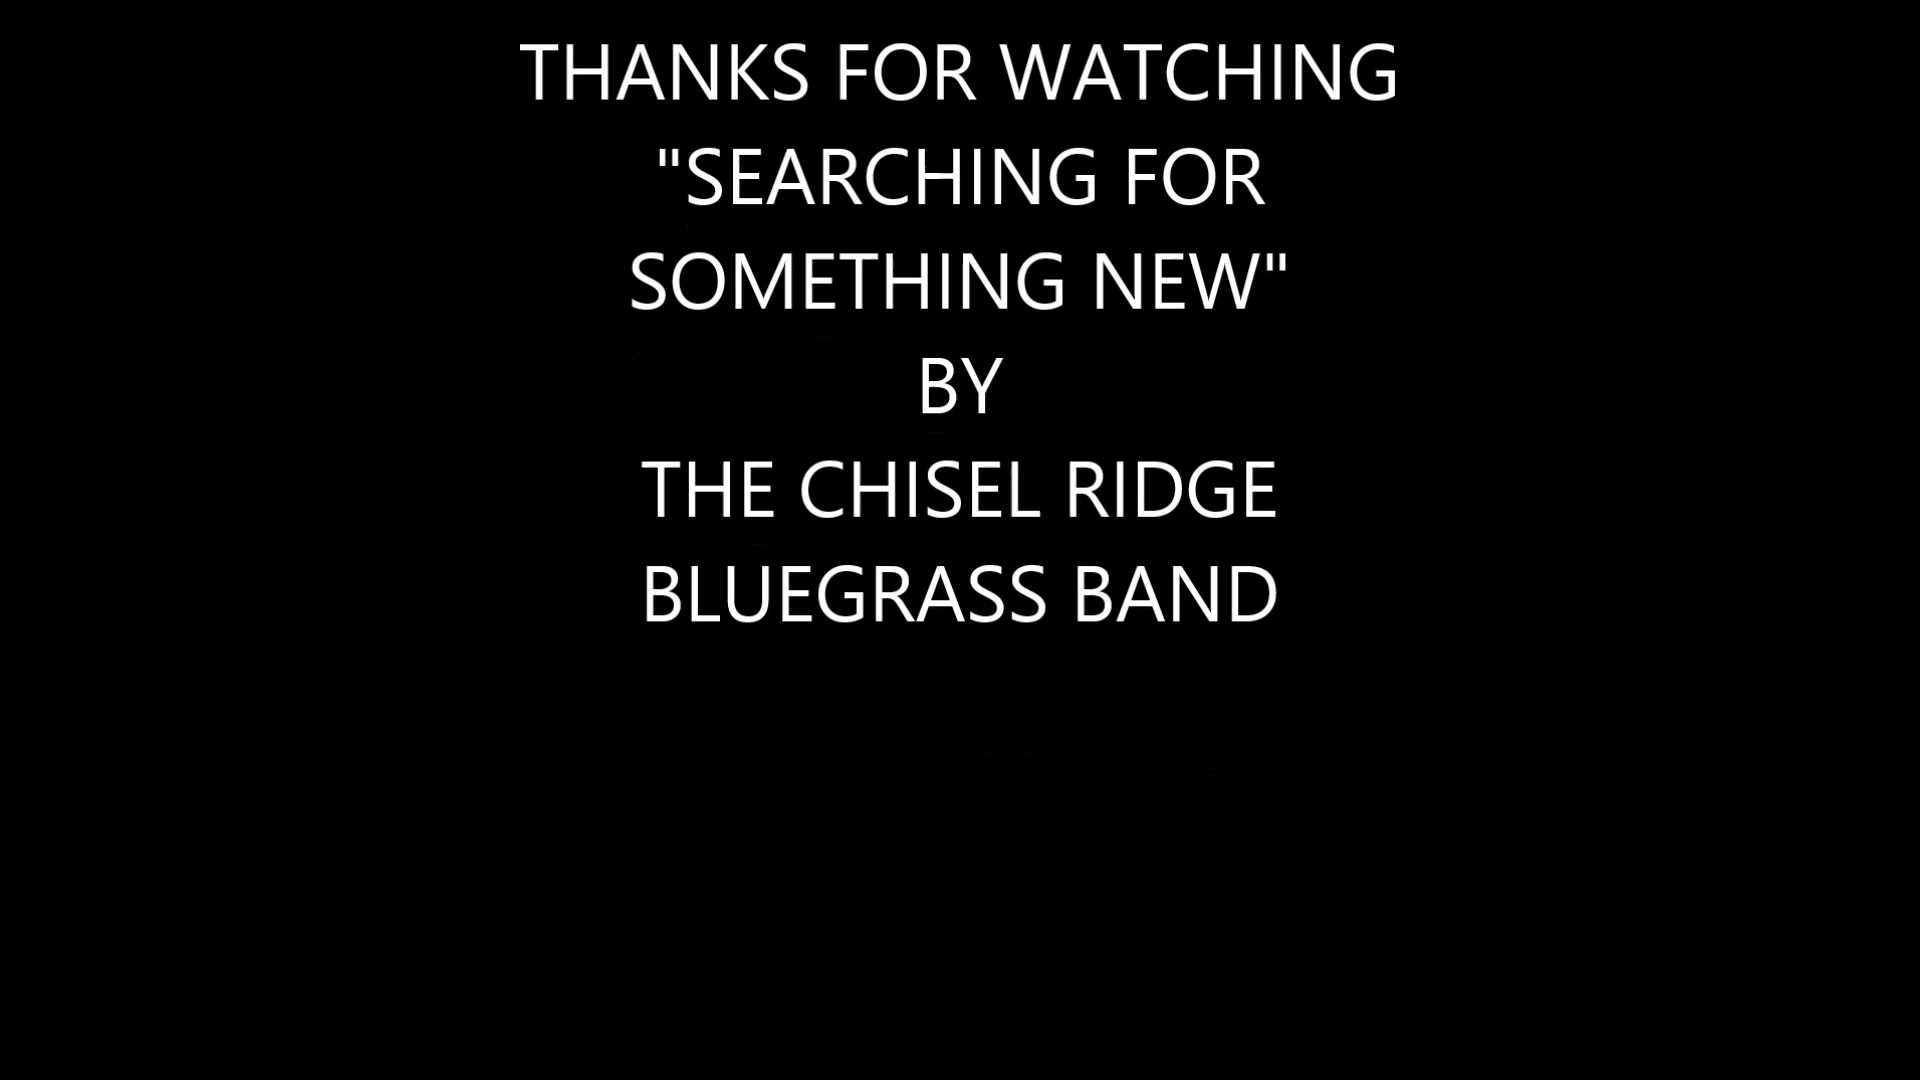 THANKS FOR WATCHING
"SEARCHING FOR
SOMETHING NEW"
BY
THE CHISEL RIDGE
BLUEGRASS BAND